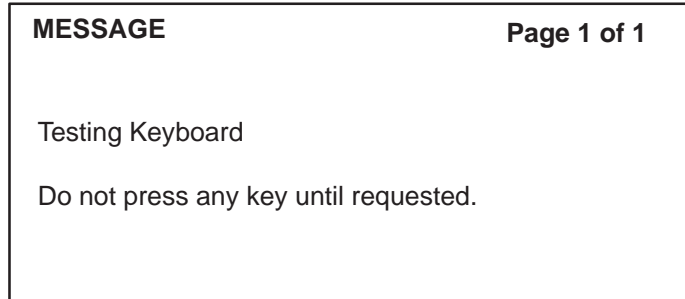 MESSAGE Page 1 of 1
Testing Keyboard
Do not press any key until requested.